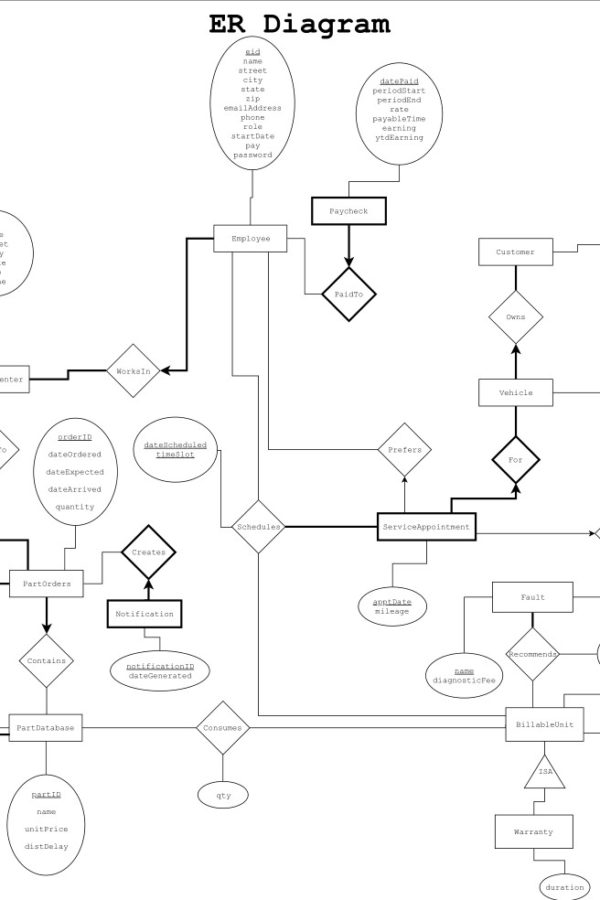 ER Diagram
eid
name
street
city
state
zip
emailAddress
phone
role
startDate
pay
password
datePaid
periodStart
periodEnd
rate
payableTime
earning
ytdEarning
Paycheck
Employee
Customer
PaidTo
Owns
WorksIn
enter
Vehicle
orderID
dateOrdered
dateExpected
dateArrived
quantity
dateScheduled
timeSlot
Prefers
For
To
Schedules
ServiceAppointment
Creates
PartOrders
Notification
apptDate
mileage
Fault
Contains
notificationID
dateGenerated
Recommends
name
diagnosticFee
PartDatabase
Consumes
BillableUnit
ISA
partID
name
unitPrice
distDelay
qty
Warranty
duration